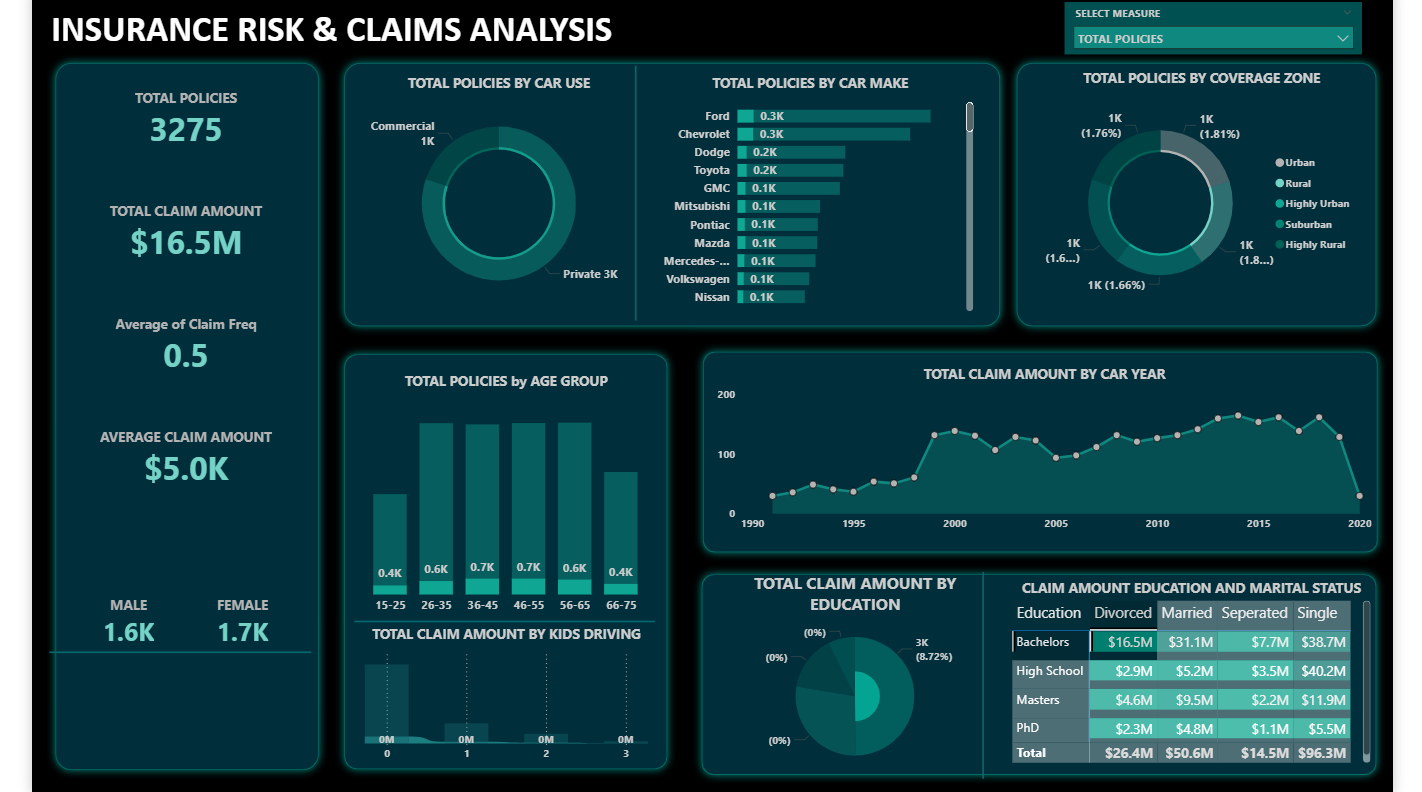 INSURANCE RISK & CLAIMS ANALYSIS
SELECT MEASURE
TOTAL POLICIES
TOTAL POLICIES
3275
TOTAL CLAIM AMOUNT
$16.5M
Average of Claim Freq
0.5
AVERAGE CLAIM AMOUNT
$5.0K
MALE FEMALE
1.6K 1.7K
TOTAL POLICIES BY CAR USE
Commercial
1K
Private 3K
TOTAL POLICIES BY CAR MAKE
Ford 0.3K
Chevrolet 0.3K
Dodge 0.2K
Toyota 0.2K
GMC 0.1K
Mitsubishi 0.1K
Pontiac 0.1K
Mazda 0.1K
Mercedes-... 0.1K
Volkswagen 0.1K
Nissan 0.1K
TOTAL POLICIES BY COVERAGE ZONE
1K
(1.76%)
1K
(1.81%)
1K
(1.6...)
1K
(1.8...)
1K (1.66%)
Urban
Rural
Highly Urban
Suburban
Highly Rural
TOTAL POLICIES by AGE GROUP
0.4K 0.6K 0.7K 0.7K 0.6K 0.4K
15-25 26-35 36-45 46-55 56-65 66-75
TOTAL CLAIM AMOUNT BY KIDS DRIVING
0M 0M 0M 0M
0 1 2 3
TOTAL CLAIM AMOUNT BY CAR YEAR
200
100
0
1990 1995 2000 2005 2010 2015 2020
TOTAL CLAIM AMOUNT BY
EDUCATION
(0%)
3K
(8.72%)
(0%)
(0%)
CLAIM AMOUNT EDUCATION AND MARITAL STATUS
Education Divorced Married Seperated Single
Bachelors $16.5M $31.1M $7.7M $38.7M
High School $2.9M $5.2M $3.5M $40.2M
Masters $4.6M $9.5M $2.2M $11.9M
PhD $2.3M $4.8M $1.1M $5.5M
Total $26.4M $50.6M $14.5M $96.3M